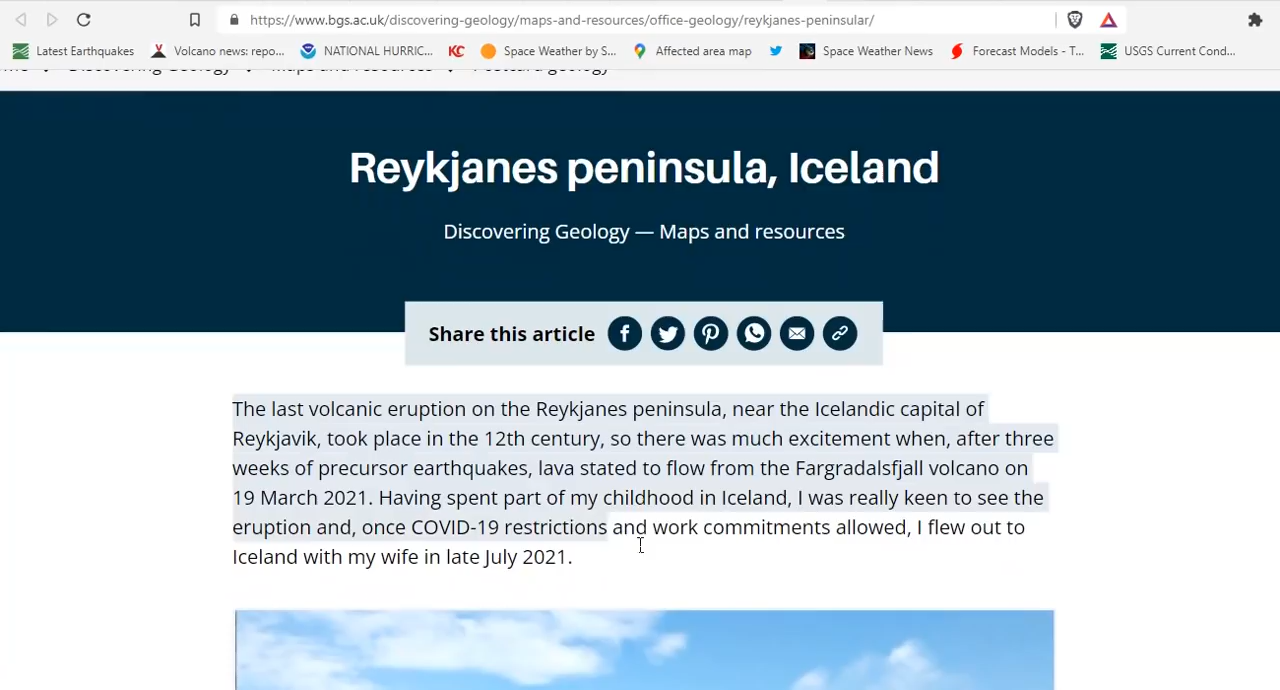 https://www.bgs.ac.uk/discovering-geology/maps-and-resources/office-geology/reykjanes-peninsular/
Latest Earthquakes Volcano news: repo... NATIONAL HURRIC... KC Space Weather by S... Affected area map Space Weather News Forecast Models - T... USGS Current Cond...
Discovering Geology Maps and resources Postcard geology
Reykjanes peninsula, Iceland
Discovering Geology — Maps and resources
Share this article
The last volcanic eruption on the Reykjanes peninsula, near the Icelandic capital of
Reykjavik, took place in the 12th century, so there was much excitement when, after three
weeks of precursor earthquakes, lava stated to flow from the Fargradalsfjall volcano on
19 March 2021. Having spent part of my childhood in Iceland, I was really keen to see the
eruption and, once COVID-19 restrictions and work commitments allowed, I flew out to
Iceland with my wife in late July 2021.